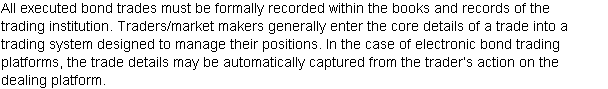 All executed bond trades must be formally recorded within the books and records of the
trading institution. Traders/market makers generally enter the core details of a trade into a
trading system designed to manage their positions. In the case of electronic bond trading
platforms, the trade details may be automatically captured from the trader's action on the
dealing platform.